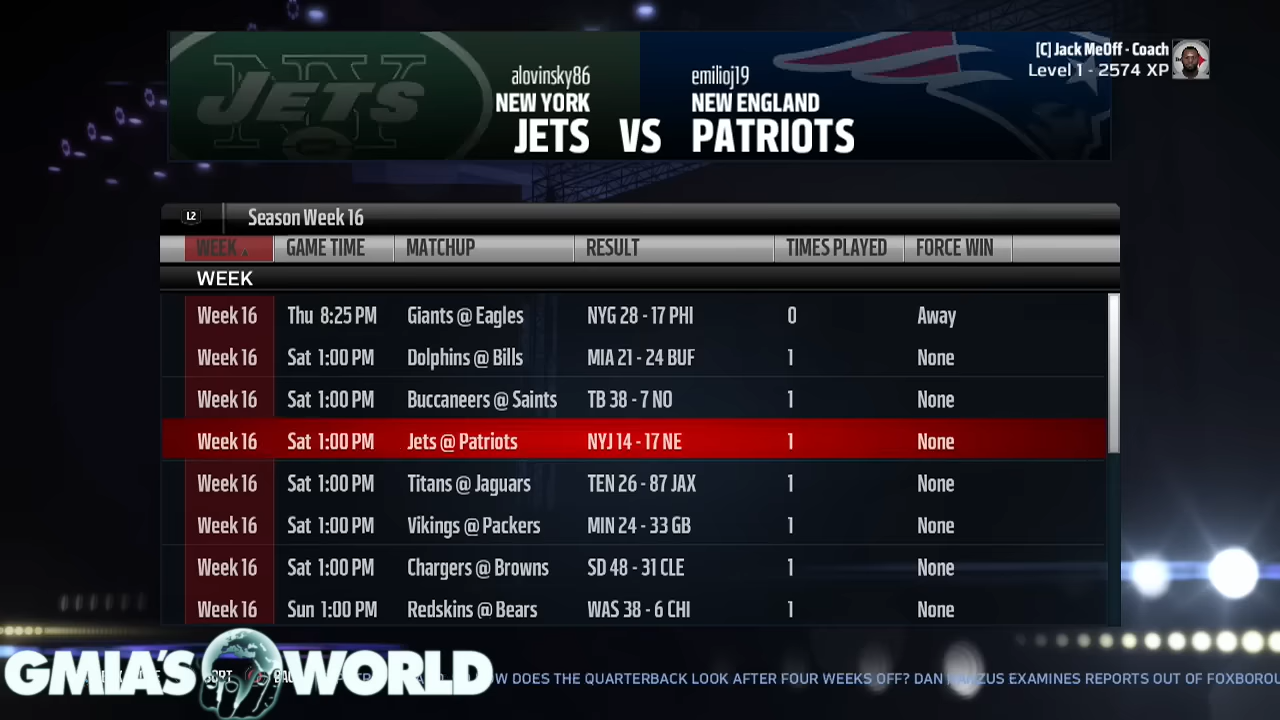 NY
JETS
alovinsky86
NEW YORK
JETS
VS
emilioj19
NEW ENGLAND
PATRIOTS
[C] Jack MeOff - Coach
Level 1 - 2574 XP
L2 Season Week 16
WEEK GAME TIME MATCHUP RESULT TIMES PLAYED FORCE WIN
WEEK
Week 16 Thu 8:25 PM Giants @ Eagles NYG 28 - 17 PHI 0 Away
Week 16 Sat 1:00 PM Dolphins @ Bills MIA 21 - 24 BUF 1 None
Week 16 Sat 1:00 PM Buccaneers @ Saints TB 38 - 7 NO 1 None
Week 16 Sat 1:00 PM Jets @ Patriots NYJ 14 - 17 NE 1 None
Week 16 Sat 1:00 PM Titans @ Jaguars TEN 26 - 87 JAX 1 None
Week 16 Sat 1:00 PM Vikings @ Packers MIN 24 - 33 GB 1 None
Week 16 Sat 1:00 PM Chargers @ Browns SD 48 - 31 CLE 1 None
Week 16 Sun 1:00 PM Redskins @ Bears WAS 38 - 6 CHI 1 None
GMIA'S WORLD
DOES THE QUARTERBACK LOOK AFTER FOUR WEEKS OFF? DAN EXAMINES REPORTS OUT OF FOXBOROU